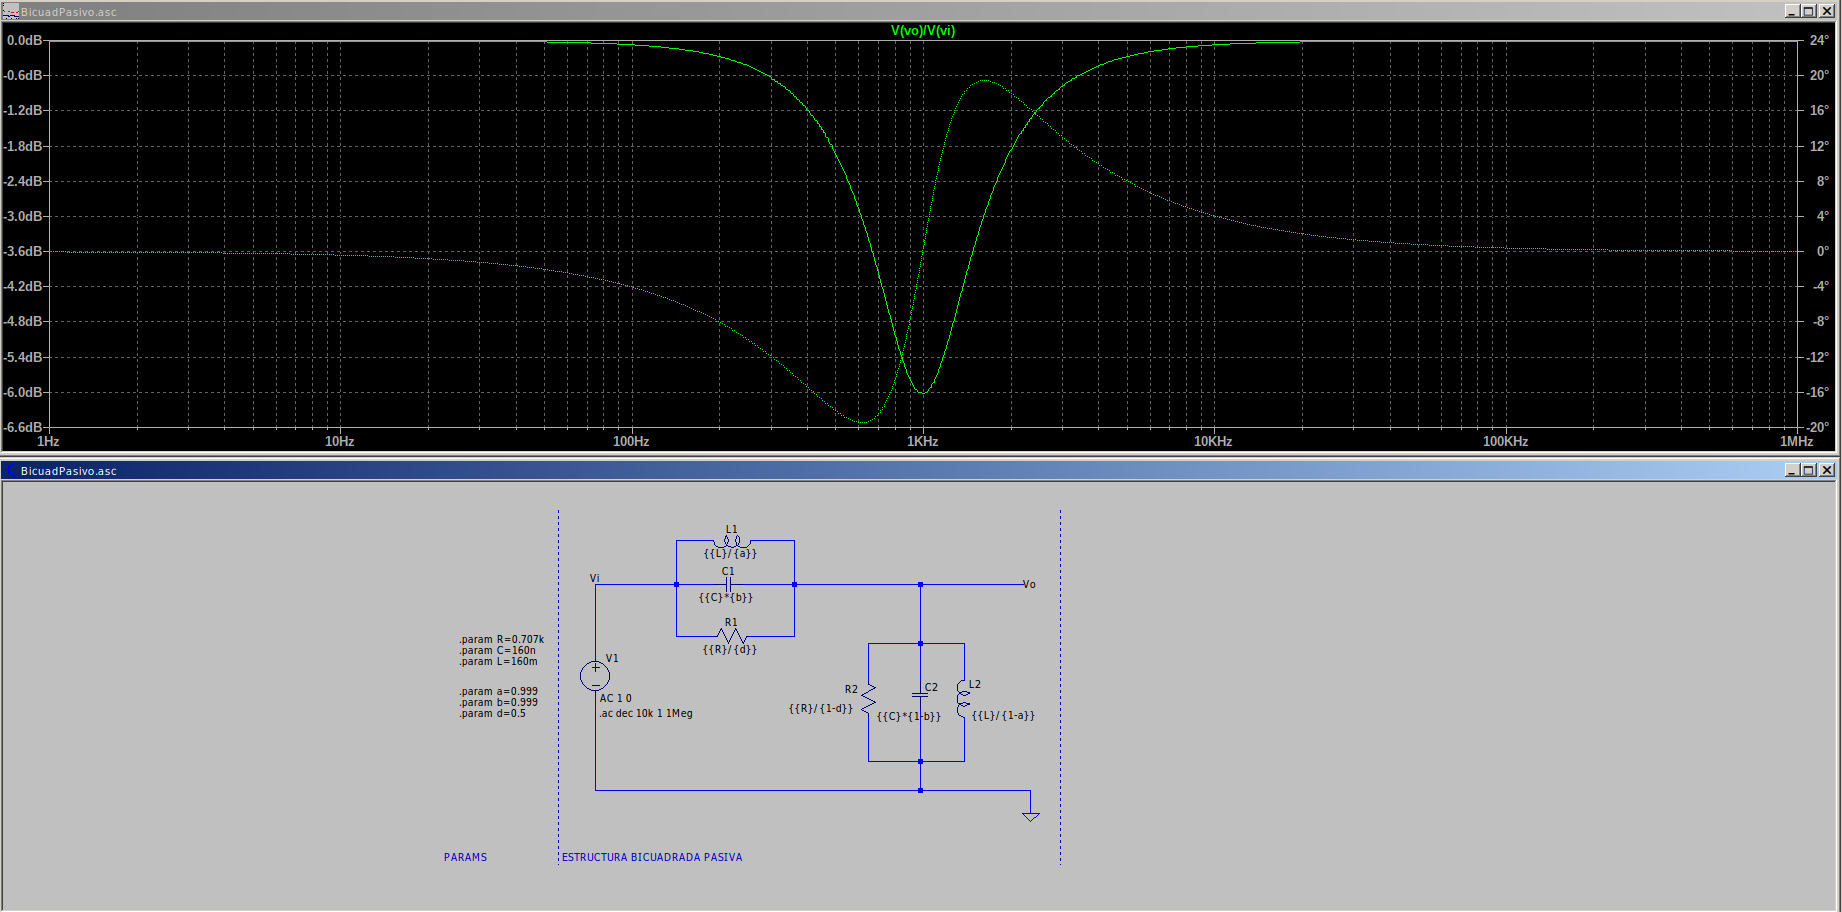 BicuadPasivo.asc
V(vo)/V(vi)
0.0dB
-0.6dB
-1.2dB
-1.8dB
-2.4dB
-3.0dB
-3.6dB
-4.2dB
-4.8dB
-5.4dB
-6.0dB
-6.6dB
24°
20°
16°
12°
8°
4°
0°
-4°
-8°
-12°
-16°
-20°
1Hz 10Hz 100Hz 1KHz 10KHz 100KHz 1MHz
BicuadPasivo.asc
L1
{{L}/{a}}
C1
{{C}*{b}}
R1
{{R}/{d}}
Vi
Vo
.param R=0.707k
.param C=160n
.param L=160m
.param a=0.999
.param b=0.999
.param d=0.5
V1
AC 1 0
.ac dec 10k 1 1Meg
R2
{{R}/{1-d}}
C2
{{C}*{1-b}}
L2
{{L}/{1-a}}
PARAMS
ESTRUCTURA BICUADRADA PASIVA